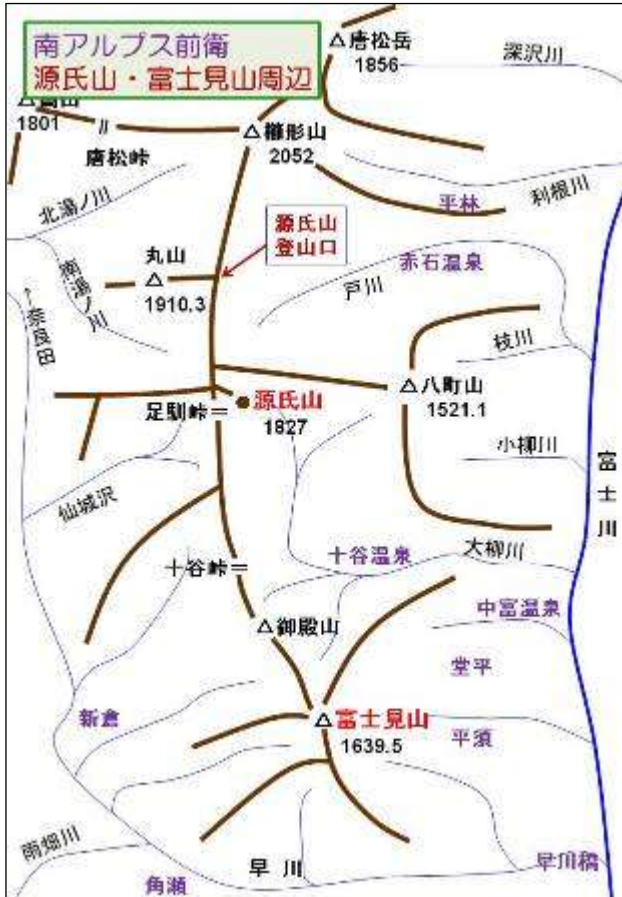 南アルプス前衛
源氏山・富士見山周辺
唐松岳
1856
深沢川
1801
唐松峠
櫛形山
2052
平林
利根川
北湯ノ川
源氏山
登山口
丸山
1910.3
南湯ノ川
赤石温泉
戸川
←奈良田
枝川
八町山
1521.1
足馴峠
源氏山
1827
小柳川
富士川
仙城沢
十谷峠
十谷温泉
大柳川
御殿山
中富温泉
堂平
新倉
富士見山
1639.5
平須
雨畑川
早川
早川橋
角瀬